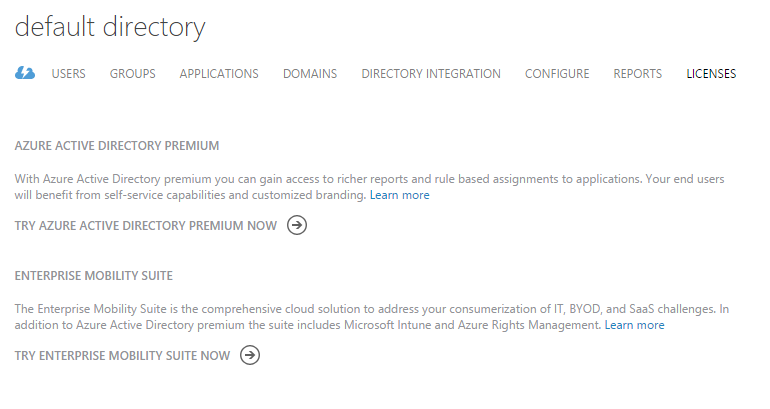 default directory
USERS GROUPS APPLICATIONS DOMAINS DIRECTORY INTEGRATION CONFIGURE REPORTS LICENSES
AZURE ACTIVE DIRECTORY PREMIUM
With Azure Active Directory premium you can gain access to richer reports and rule based assignments to applications. Your end users
will benefit from self-service capabilities and customized branding. Learn more
TRY AZURE ACTIVE DIRECTORY PREMIUM NOW
ENTERPRISE MOBILITY SUITE
The Enterprise Mobility Suite is the comprehensive cloud solution to address your consumerization of IT, BYOD, and SaaS challenges. In
addition to Azure Active Directory premium the suite includes Microsoft Intune and Azure Rights Management. Learn more
TRY ENTERPRISE MOBILITY SUITE NOW